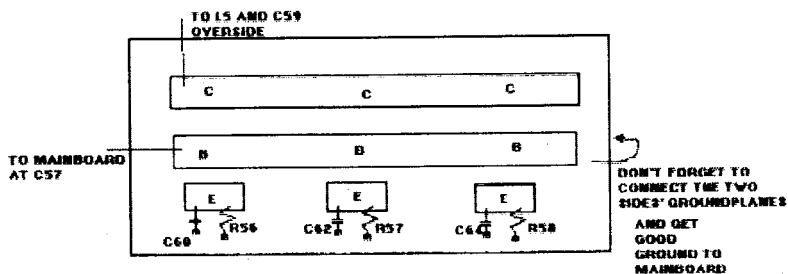 TO L5 AND C59
OVERSIDE
C C C
TO MAINBOARD
AT C57
B B B
E E E
C60 R56 C62 R57 C64 R58
DON'T FORGET TO
CONNECT THE TWO
SIDES' GROUNDPLANES
AND GET
GOOD
GROUND TO
MAINBOARD